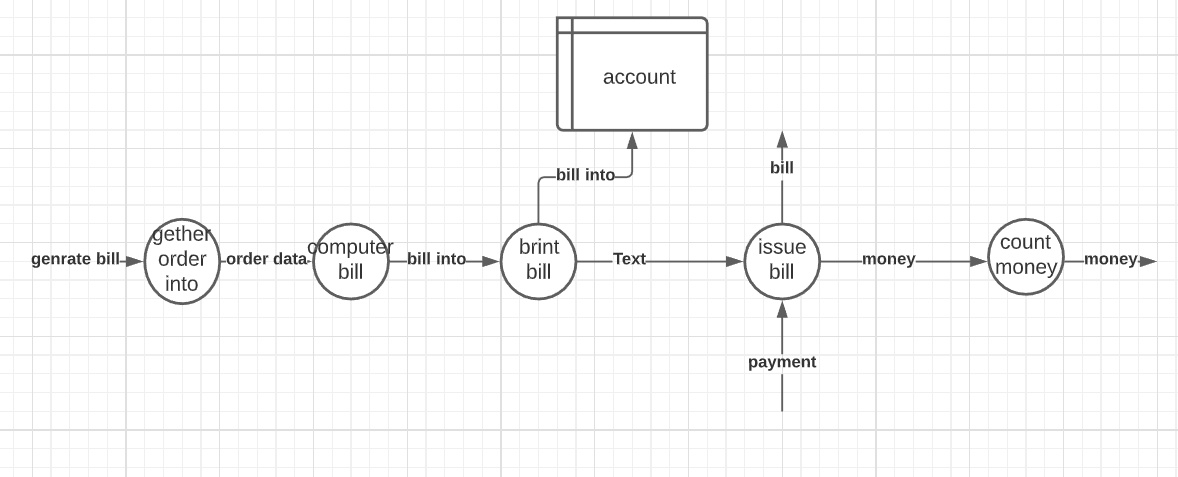 account
bill into
bill
genrate bill
gether
order
into
order data
computer
bill
bill into
brint
bill
Text
issue
bill
money
count
money
money
payment